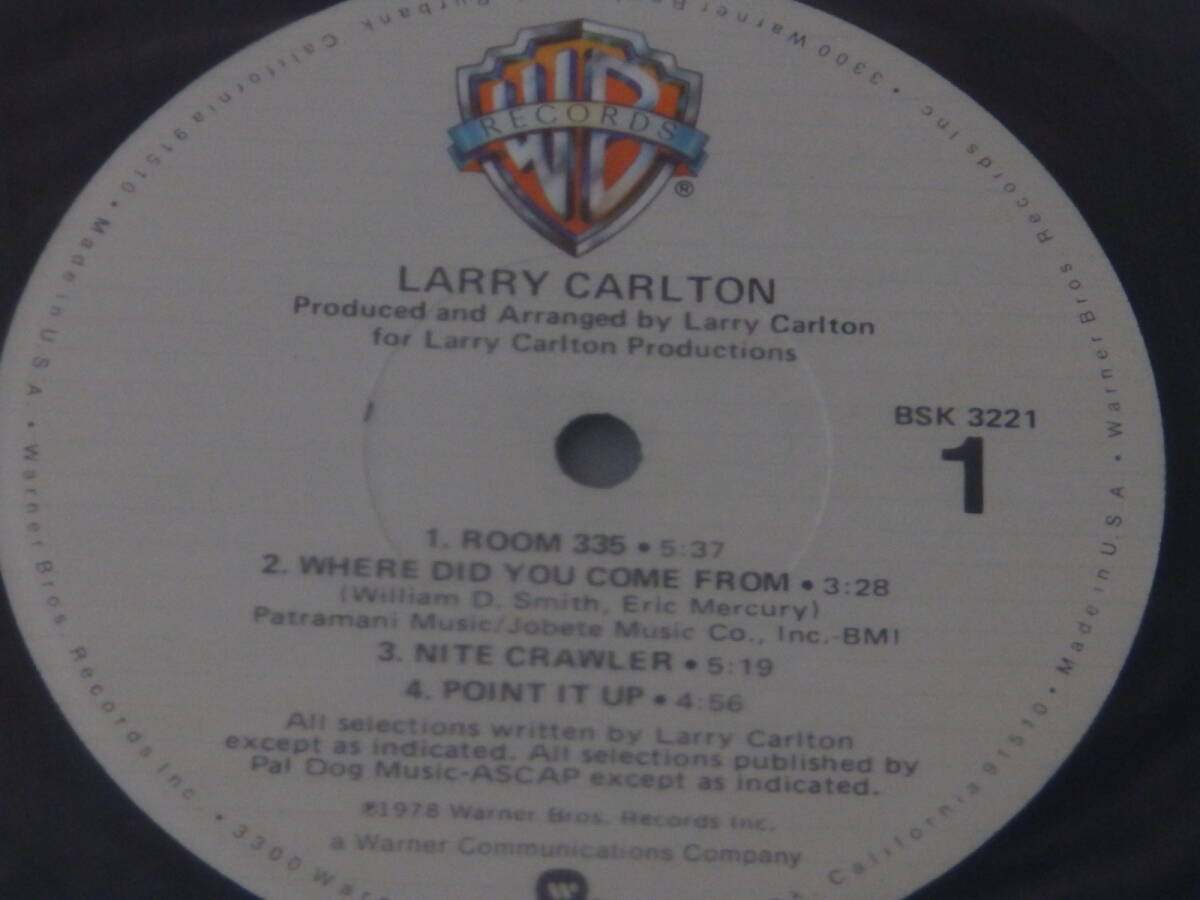 WB
RECORDS
®
LARRY CARLTON
Produced and Arranged by Larry Carlton
for Larry Carlton Productions
BSK 3221
1
1. ROOM 335 • 5:37
2. WHERE DID YOU COME FROM • 3:28
(William D. Smith, Eric Mercury)
Patramani Music/Jobete Music Co., Inc.-BMI
3. NITE CRAWLER • 5:19
4. POINT IT UP • 4:56
All selections written by Larry Carlton
except as indicated. All selections published by
Pal Dog Music-ASCAP except as indicated.
℗1978 Warner Bros. Records Inc.
a Warner Communications Company
W
Burbank, California 91510 • Made in U.S.A. • Warner Bros. Records Inc. • 3300 War
California 91510 • Made in U.S.A • Warner Bros Records Inc • 3300 Warner